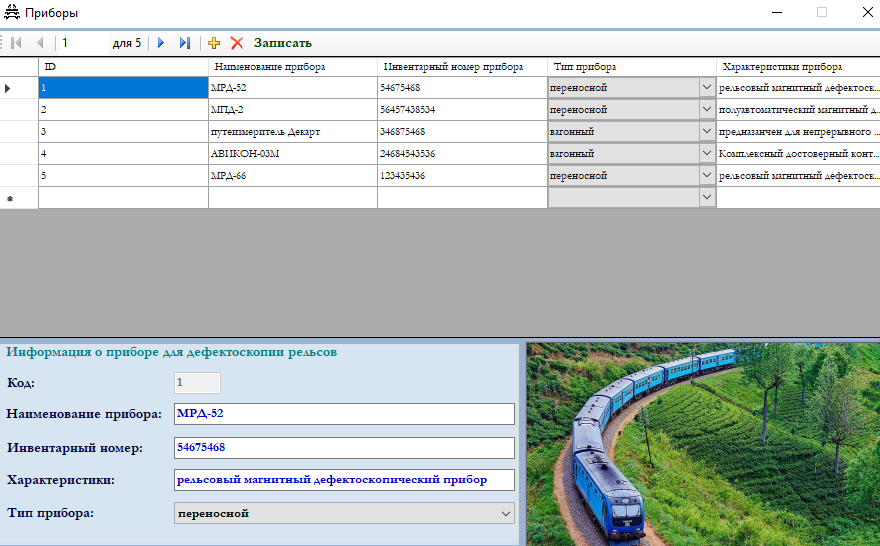 Приборы
1 для 5 Записать
ID Наименование прибора Инвентарный номер прибора Тип прибора Характеристики прибора
1 МРД-52 54675468 переносной рельсовый магнитный дефектоск...
2 МПД-2 56457438534 переносной полуавтоматический магнитный д...
3 путеизмеритель Декарт 346875468 вагонный предназанчен для непрерывного ...
4 АВИКОН-03М 24684543536 вагонный Комплексный достоверный конт...
5 МРД-66 123435436 переносной рельсовый магнитный дефектоск...
Информация о приборе для дефектоскопии рельсов
Код: 1
Наименование прибора: МРД-52
Инвентарный номер: 54675468
Характеристики: рельсовый магнитный дефектоскопический прибор
Тип прибора: переносной